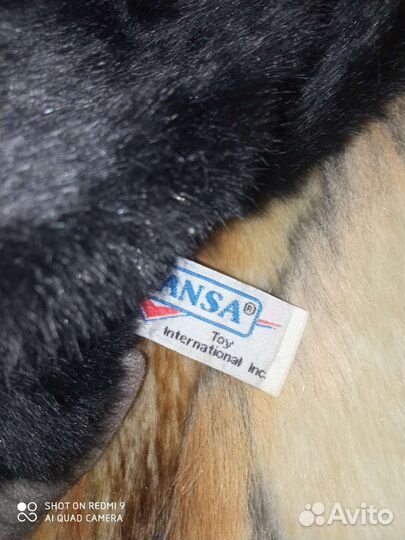 ANSA®
Toy
International Inc.
SHOT ON REDMI 9
AI QUAD CAMERA
Avito